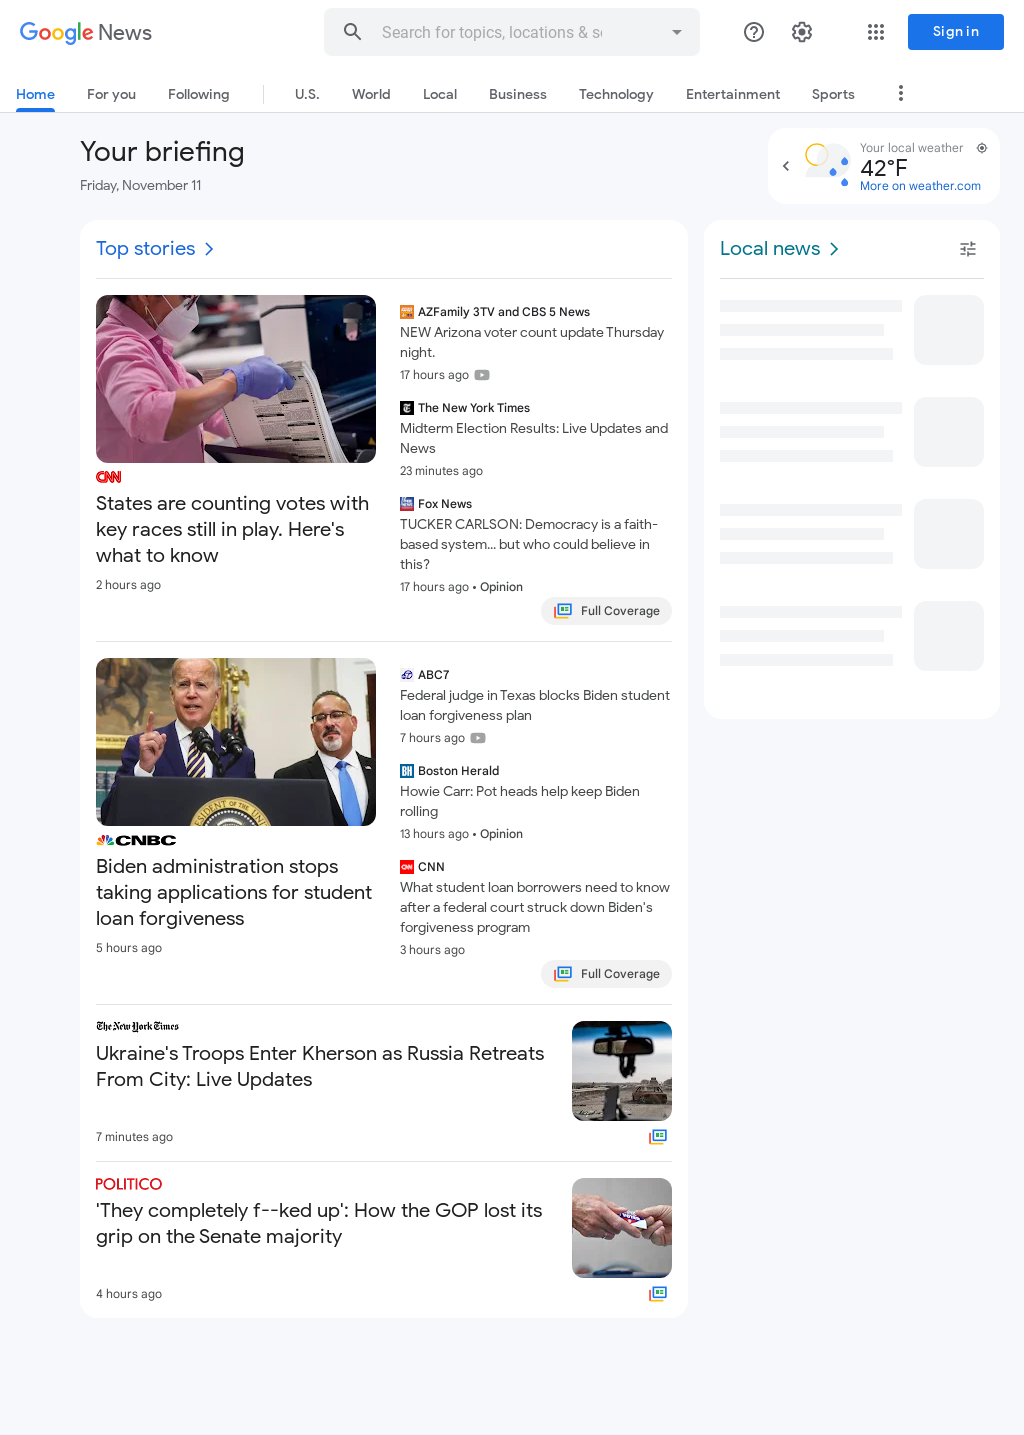 Google News
Search for topics, locations & so
Sign in
Home
For you
Following
U.S.
World
Local
Business
Technology
Entertainment
Sports
Your briefing
Friday, November 11
Your local weather
42°F
More on weather.com
Top stories
CNN
States are counting votes with
key races still in play. Here's
what to know
2 hours ago
AZFamily 3TV and CBS 5 News
NEW Arizona voter count update Thursday
night.
17 hours ago
The New York Times
Midterm Election Results: Live Updates and
News
23 minutes ago
Fox News
TUCKER CARLSON: Democracy is a faith-
based system... but who could believe in
this?
17 hours ago • Opinion
Full Coverage
PRESIDENT OF THE UNI
CNBC
Biden administration stops
taking applications for student
loan forgiveness
5 hours ago
ABC7
Federal judge in Texas blocks Biden student
loan forgiveness plan
7 hours ago
BH Boston Herald
Howie Carr: Pot heads help keep Biden
rolling
13 hours ago • Opinion
CNN
What student loan borrowers need to know
after a federal court struck down Biden's
forgiveness program
3 hours ago
Full Coverage
The New York Times
Ukraine's Troops Enter Kherson as Russia Retreats
From City: Live Updates
7 minutes ago
POLITICO
'They completely f--ked up': How the GOP lost its
grip on the Senate majority
4 hours ago
Local news